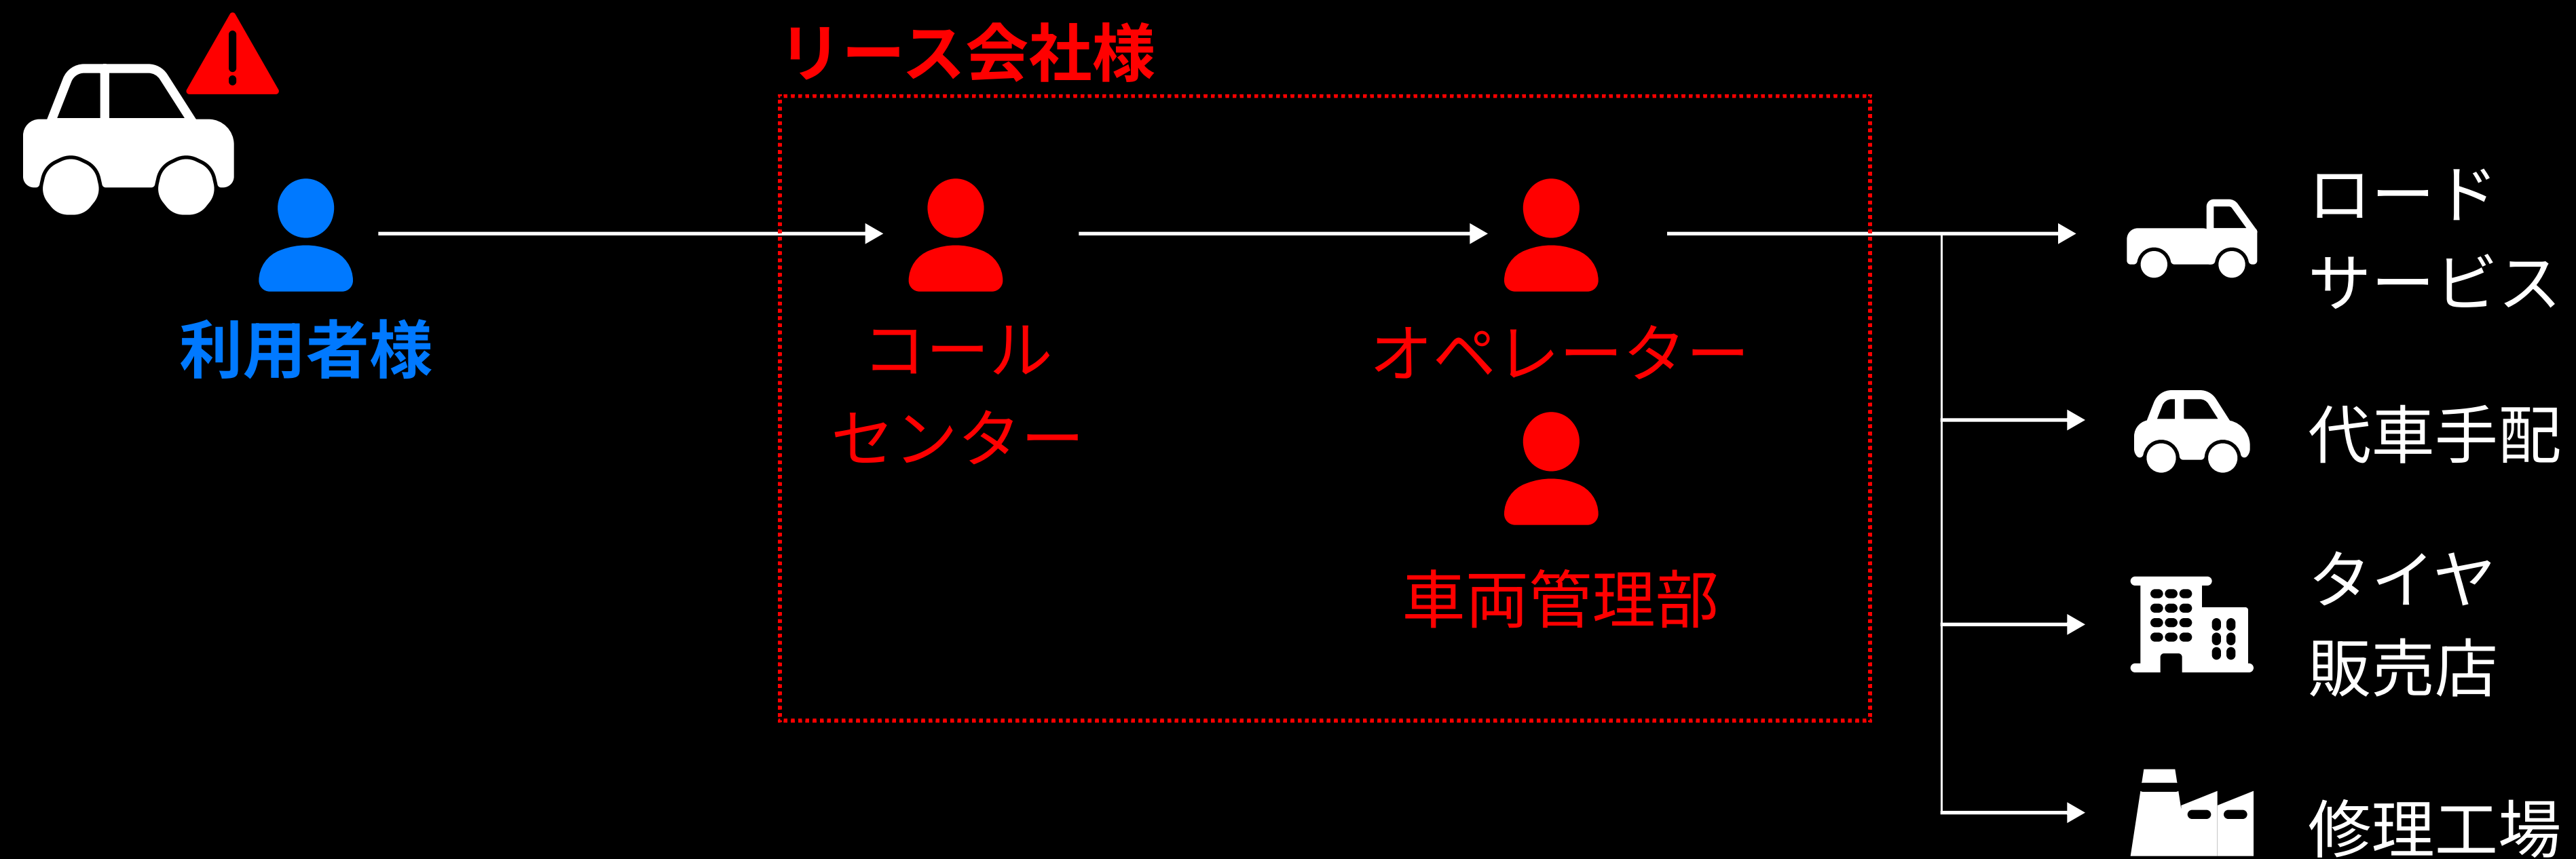 リース会社様
利用者様
コール
センター
オペレーター
車両管理部
ロード
サービス
代車手配
タイヤ
販売店
修理工場